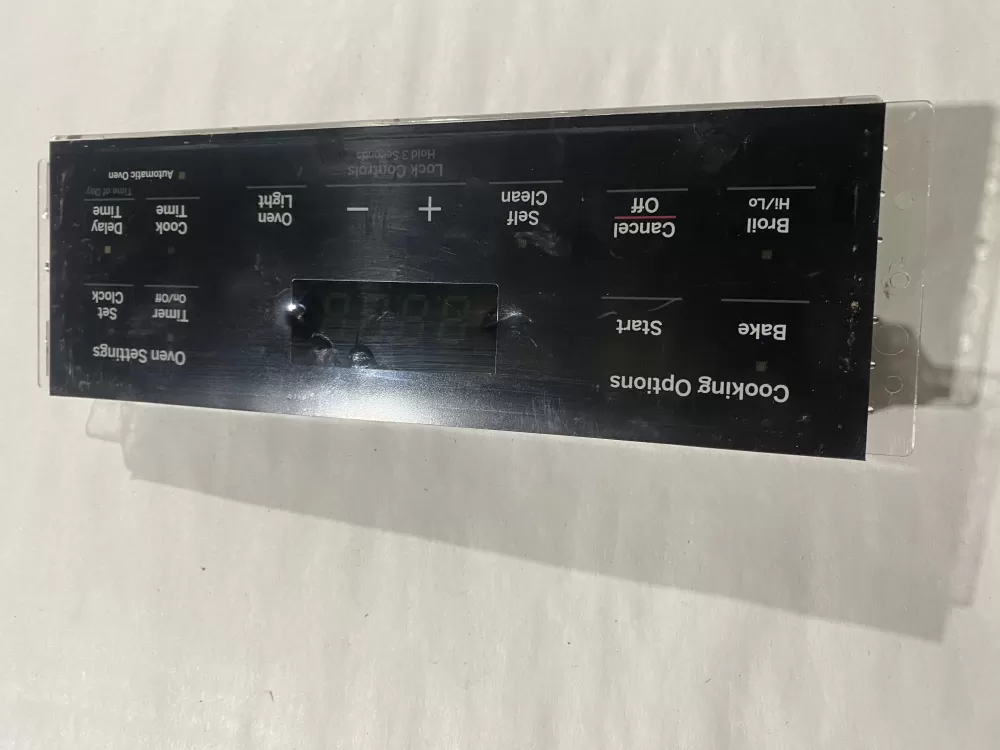 Cooking Options
Bake
Start
Broil
Hi/Lo
Cancel
Off
Self
Clean
+
−
Lock Controls
Hold 3 Seconds
Oven
Light
Oven Settings
Timer
On/Off
Set
Clock
Cook
Time
Delay
Time
Time of Day
Automatic Oven